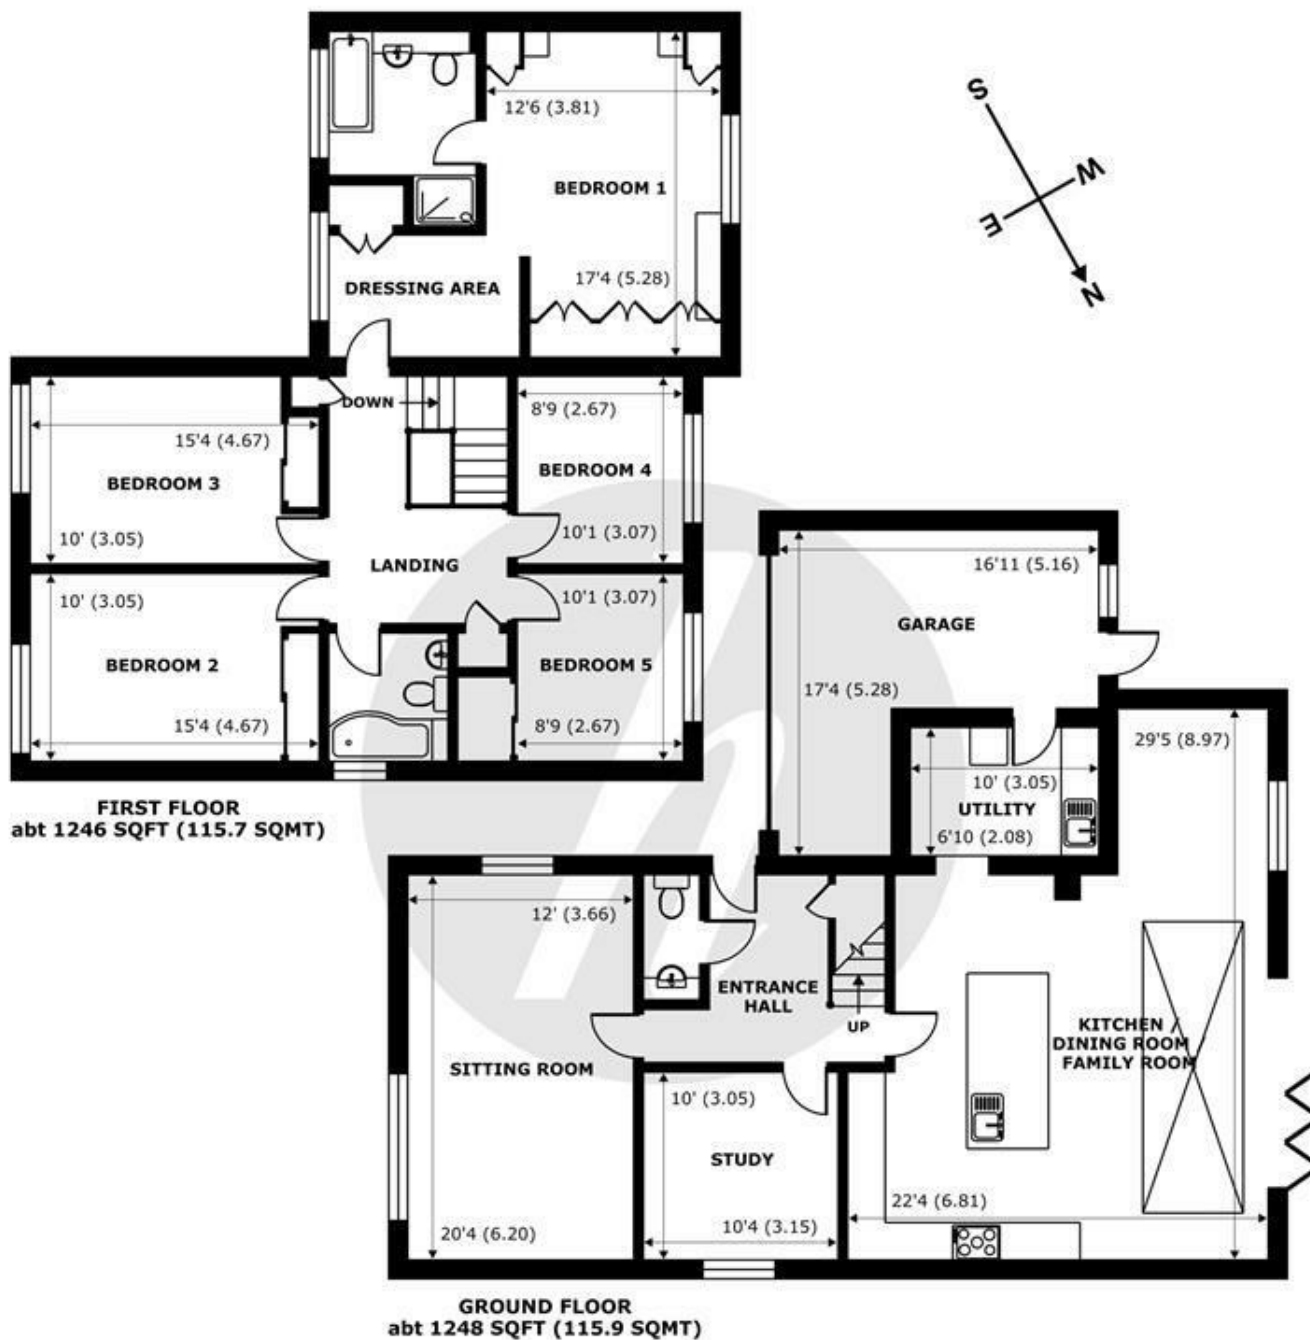 12'6 (3.81)
BEDROOM 1
17'4 (5.28)
DRESSING AREA
S
W
E
N
DOWN
15'4 (4.67)
BEDROOM 3
10' (3.05)
8'9 (2.67)
BEDROOM 4
10'1 (3.07)
LANDING
10' (3.05)
BEDROOM 2
15'4 (4.67)
10'1 (3.07)
BEDROOM 5
8'9 (2.67)
FIRST FLOOR
abt 1246 SQFT (115.7 SQMT)
16'11 (5.16)
GARAGE
17'4 (5.28)
10' (3.05)
UTILITY
6'10 (2.08)
29'5 (8.97)
12' (3.66)
ENTRANCE
HALL
UP
SITTING ROOM
20'4 (6.20)
10' (3.05)
STUDY
10'4 (3.15)
KITCHEN /
DINING ROOM
FAMILY ROOM
22'4 (6.81)
GROUND FLOOR
abt 1248 SQFT (115.9 SQMT)
h